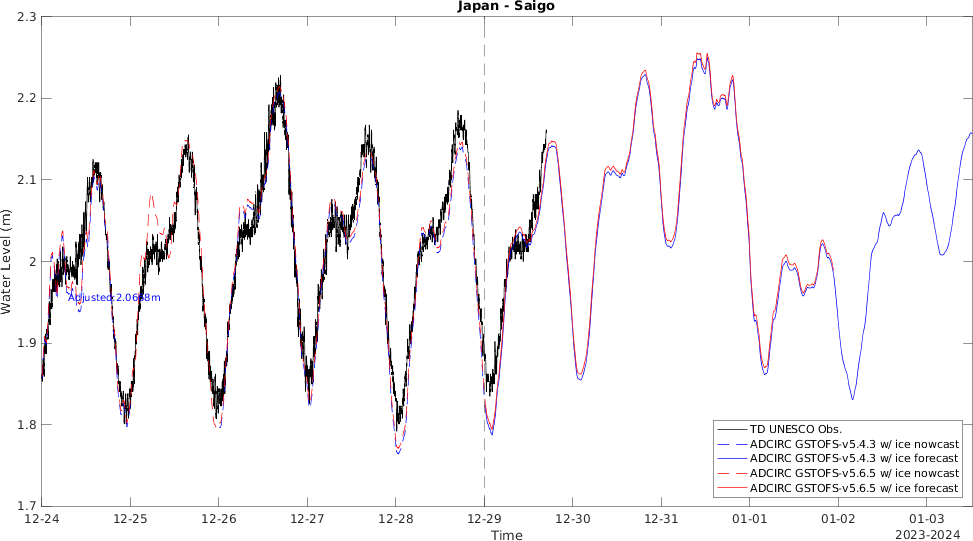 Japan - Saigo
Water Level (m)
2.3
2.2
2.1
2
1.9
1.8
1.7
Adjusted:2.0668m
TD UNESCO Obs.
ADCIRC GSTOFS-v5.4.3 w/ ice nowcast
ADCIRC GSTOFS-v5.4.3 w/ ice forecast
ADCIRC GSTOFS-v5.6.5 w/ ice nowcast
ADCIRC GSTOFS-v5.6.5 w/ ice forecast
12-24 12-25 12-26 12-27 12-28 12-29 12-30 12-31 01-01 01-02 01-03
Time
2023-2024